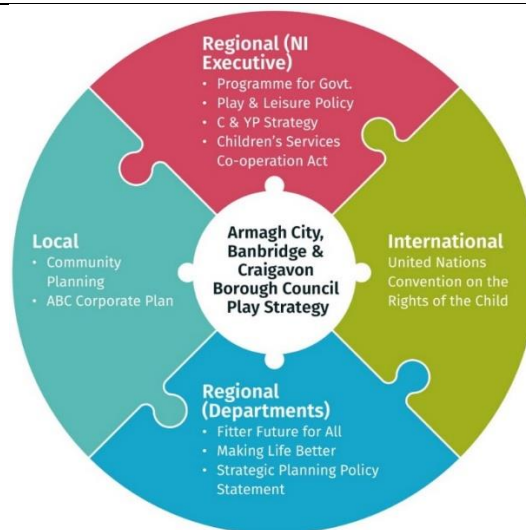 Regional (NI
Executive)
• Programme for Govt.
• Play & Leisure Policy
• C & YP Strategy
• Children's Services
Co-operation Act
Local
• Community
Planning
• ABC Corporate Plan
Armagh City,
Banbridge &
Craigavon
Borough Council
Play Strategy
International
United Nations
Convention on the
Rights of the Child
Regional
(Departments)
• Fitter Future for All
• Making Life Better
• Strategic Planning Policy
Statement